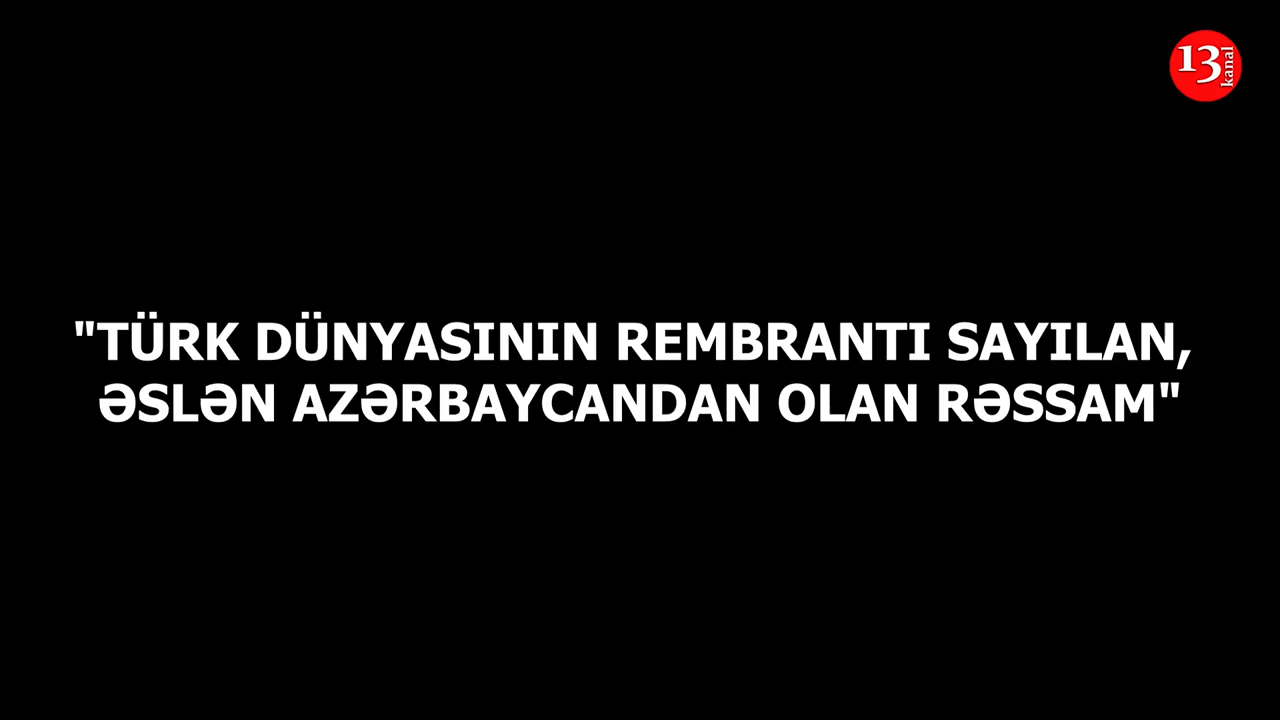 13
kanal
"TÜRK DÜNYASININ REMBRANTI SAYILAN,
ƏSLƏN AZƏRBAYCANDAN OLAN RƏSSAM"